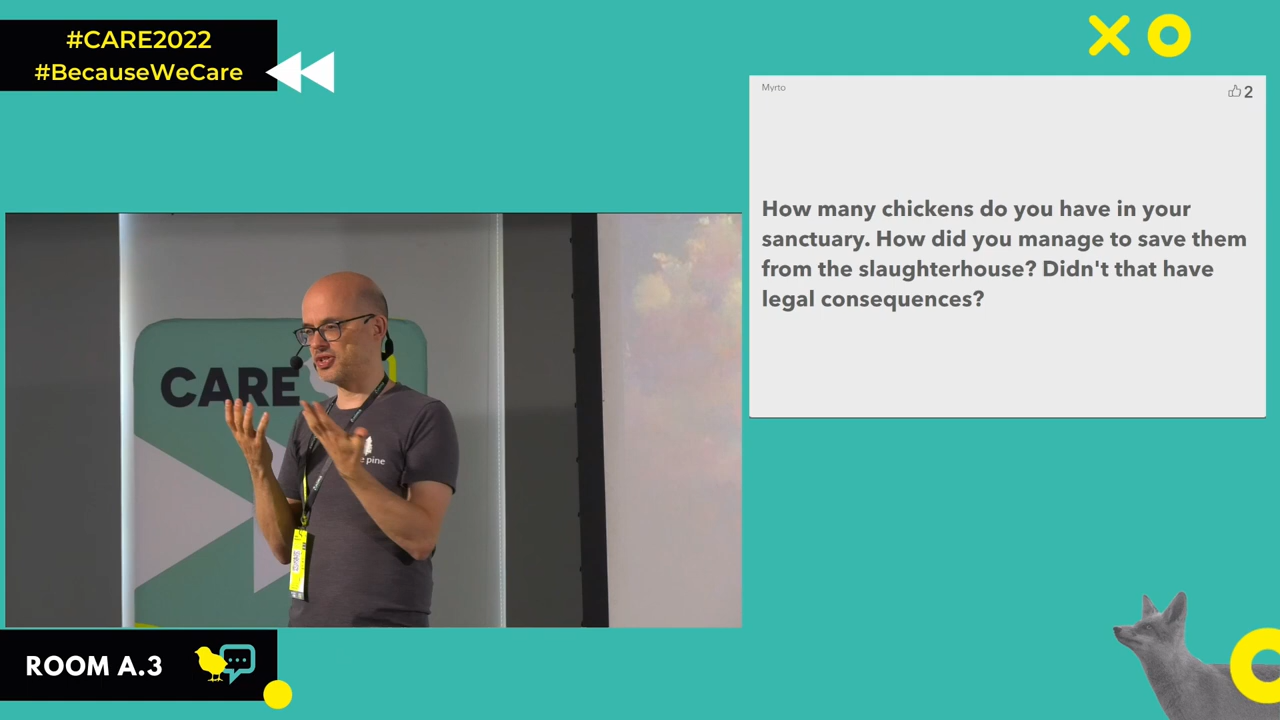 #CARE2022
#BecauseWeCare
Myrto
2
How many chickens do you have in your
sanctuary. How did you manage to save them
from the slaughterhouse? Didn't that have
legal consequences?
CARE
pine
ROOM A.3